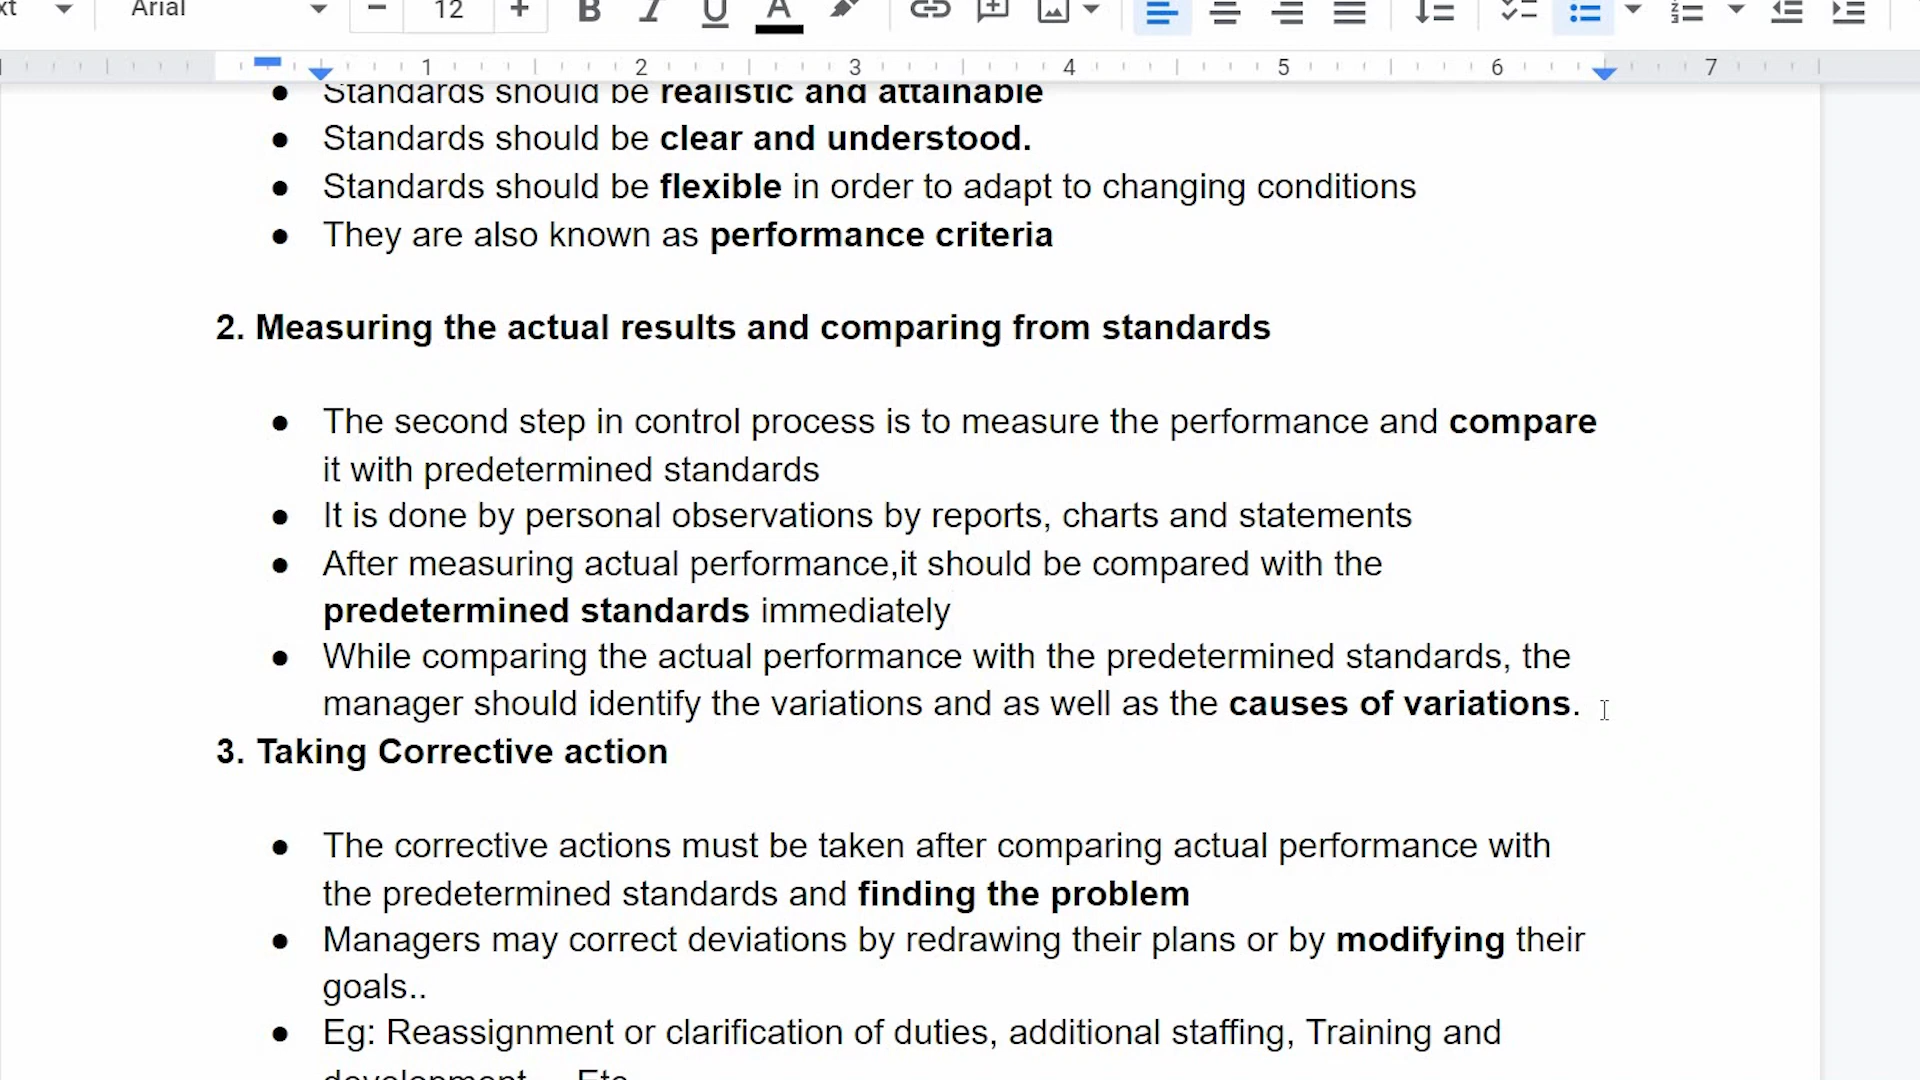 xt Arial 12 B I U A
1 2 3 4 5 6 7
● Standards should be realistic and attainable
● Standards should be clear and understood.
● Standards should be flexible in order to adapt to changing conditions
● They are also known as performance criteria
2. Measuring the actual results and comparing from standards
● The second step in control process is to measure the performance and compare
it with predetermined standards
● It is done by personal observations by reports, charts and statements
● After measuring actual performance,it should be compared with the
predetermined standards immediately
● While comparing the actual performance with the predetermined standards, the
manager should identify the variations and as well as the causes of variations.
3. Taking Corrective action
● The corrective actions must be taken after comparing actual performance with
the predetermined standards and finding the problem
● Managers may correct deviations by redrawing their plans or by modifying their
goals..
● Eg: Reassignment or clarification of duties, additional staffing, Training and
development Etc